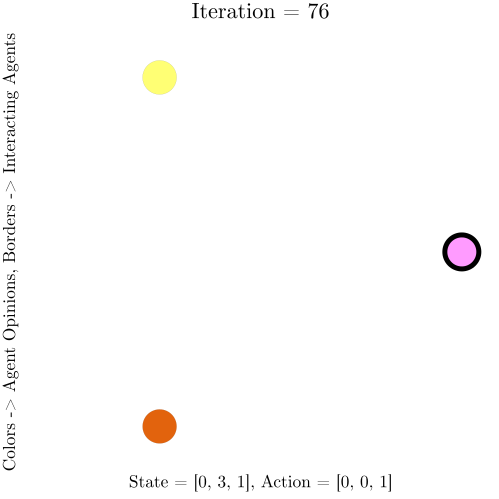 Iteration = 76
Colors -> Agent Opinions, Borders -> Interacting Agents
State = [0, 3, 1], Action = [0, 0, 1]